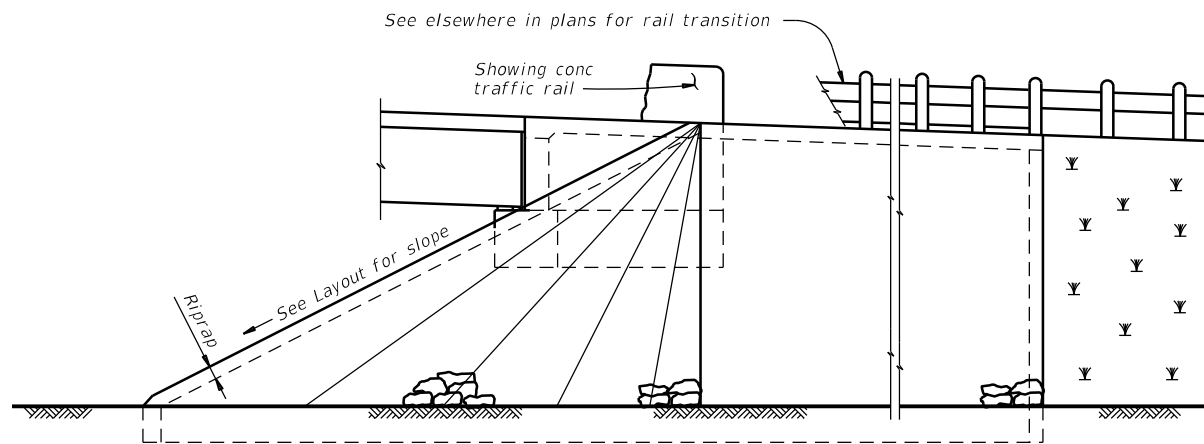 See elsewhere in plans for rail transition
Showing conc
traffic rail
See Layout for slope
Riprap